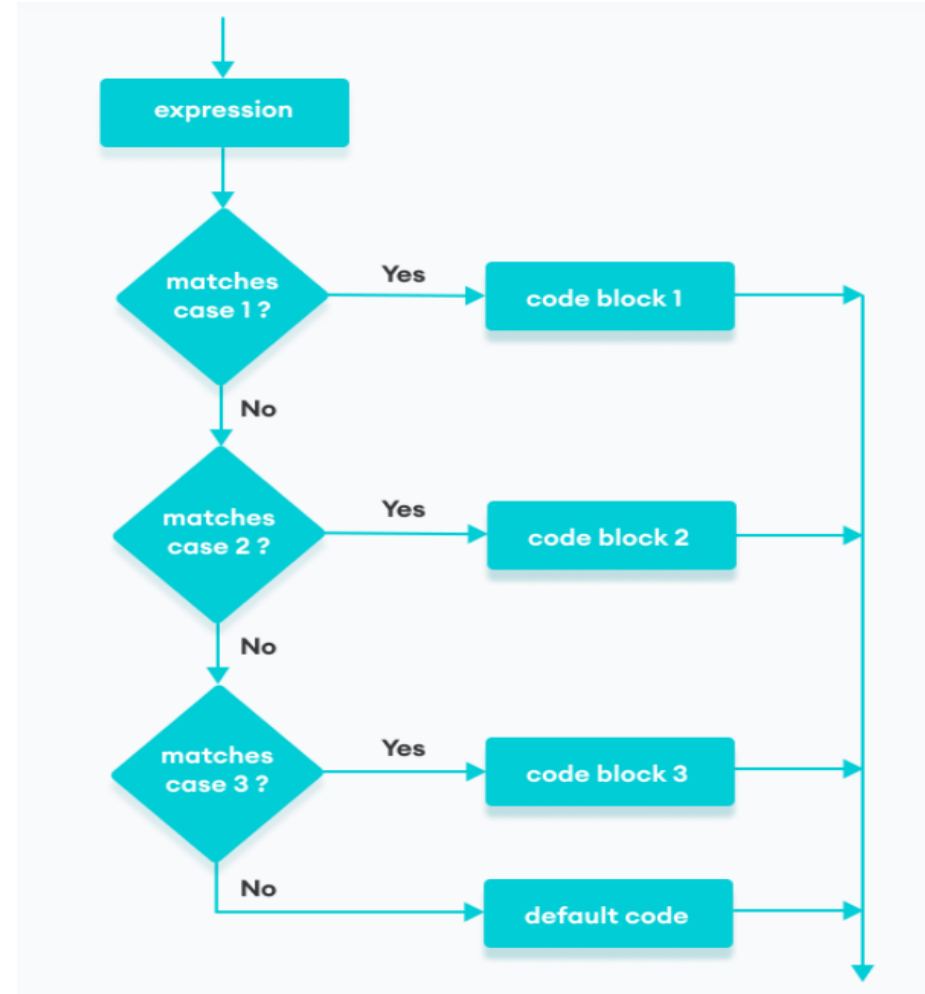 expression
matches
case 1 ?
Yes
code block 1
No
matches
case 2 ?
Yes
code block 2
No
matches
case 3 ?
Yes
code block 3
No
default code